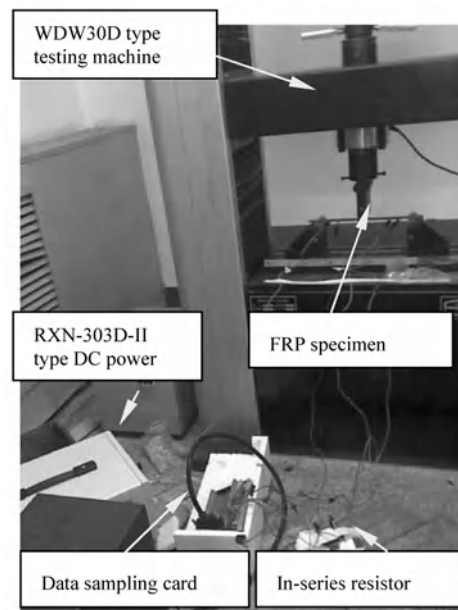 WDW30D type
testing machine
RXN-303D-II
type DC power
FRP specimen
Data sampling card
In-series resistor